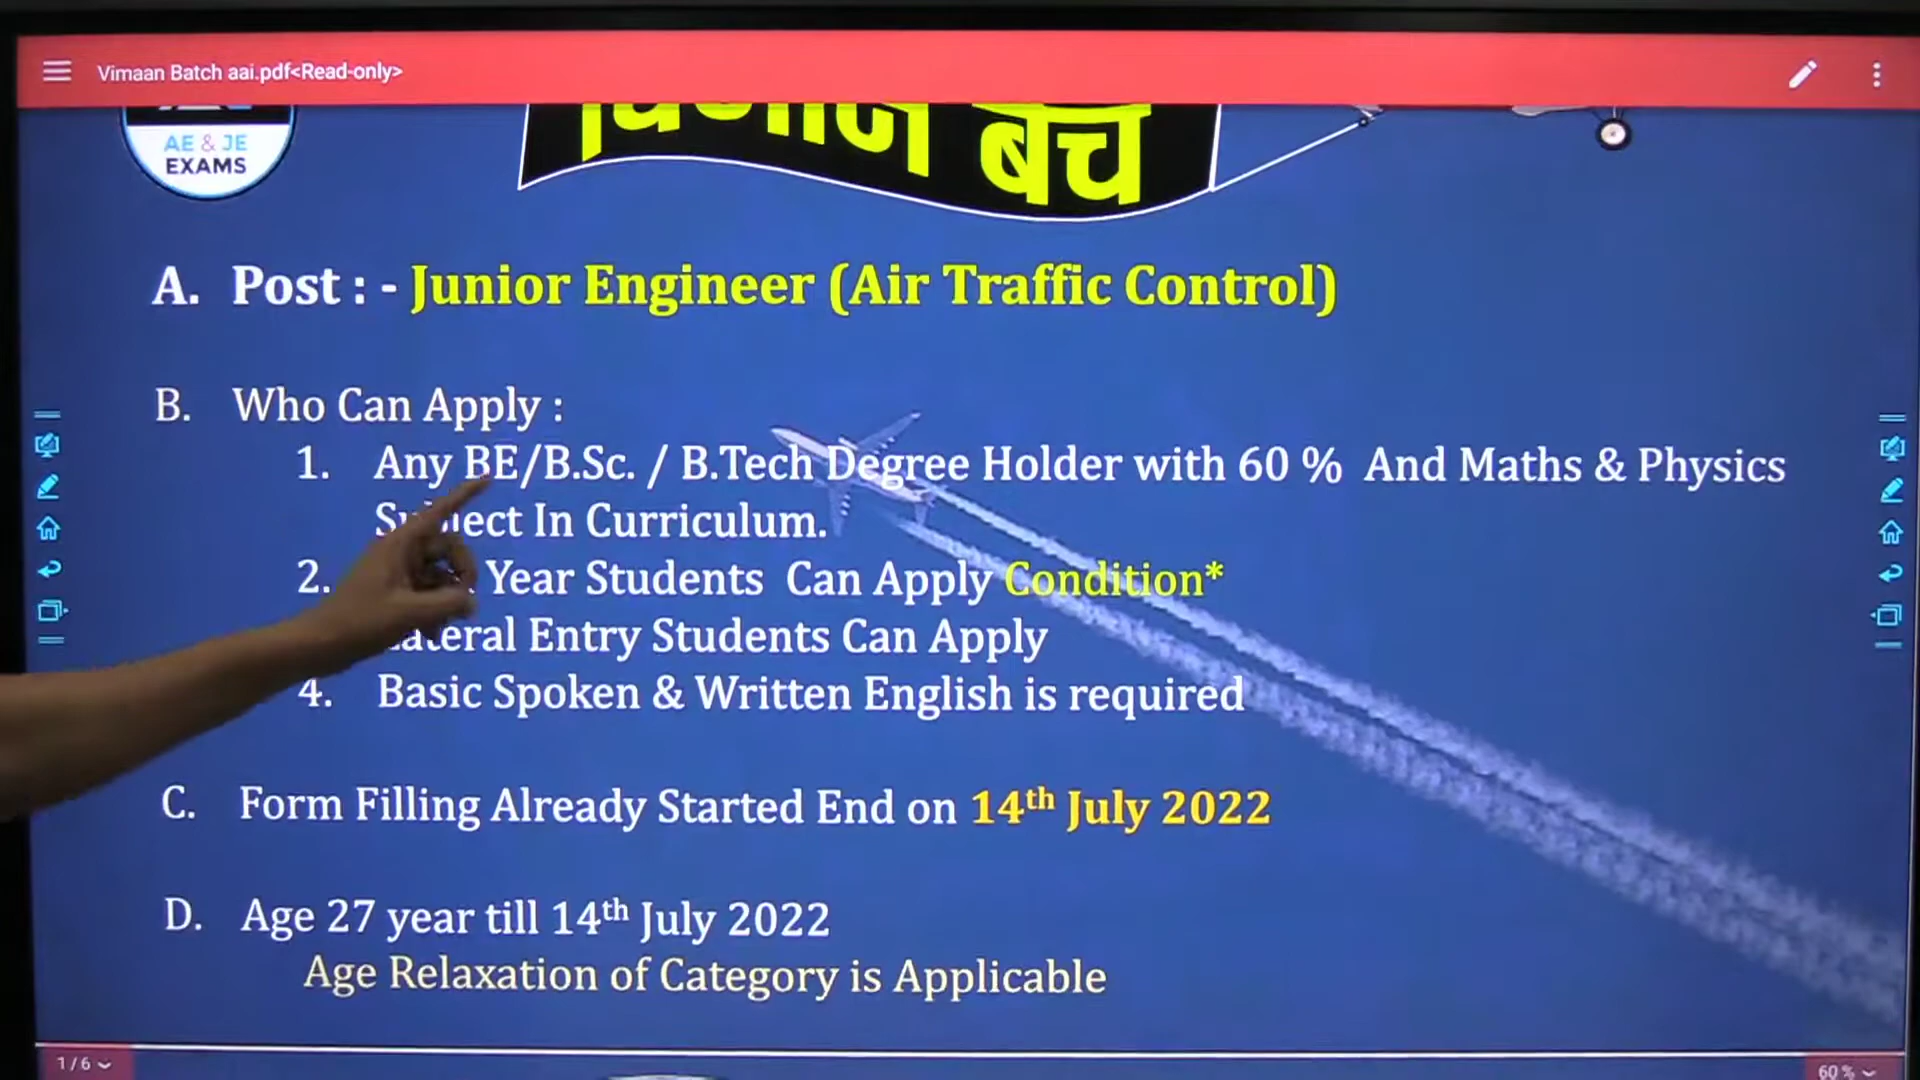 Vimaan Batch aai.pdf<Read-only>
AE & JE
EXAMS
विमान बैच
A. Post : - Junior Engineer (Air Traffic Control)
B. Who Can Apply :
1. Any BE/B.Sc. / B.Tech Degree Holder with 60 % And Maths & Physics
Subject In Curriculum.
2. Year Students Can Apply Condition*
Lateral Entry Students Can Apply
4. Basic Spoken & Written English is required
C. Form Filling Already Started End on 14th July 2022
D. Age 27 year till 14th July 2022
Age Relaxation of Category is Applicable
1 / 6
60 %